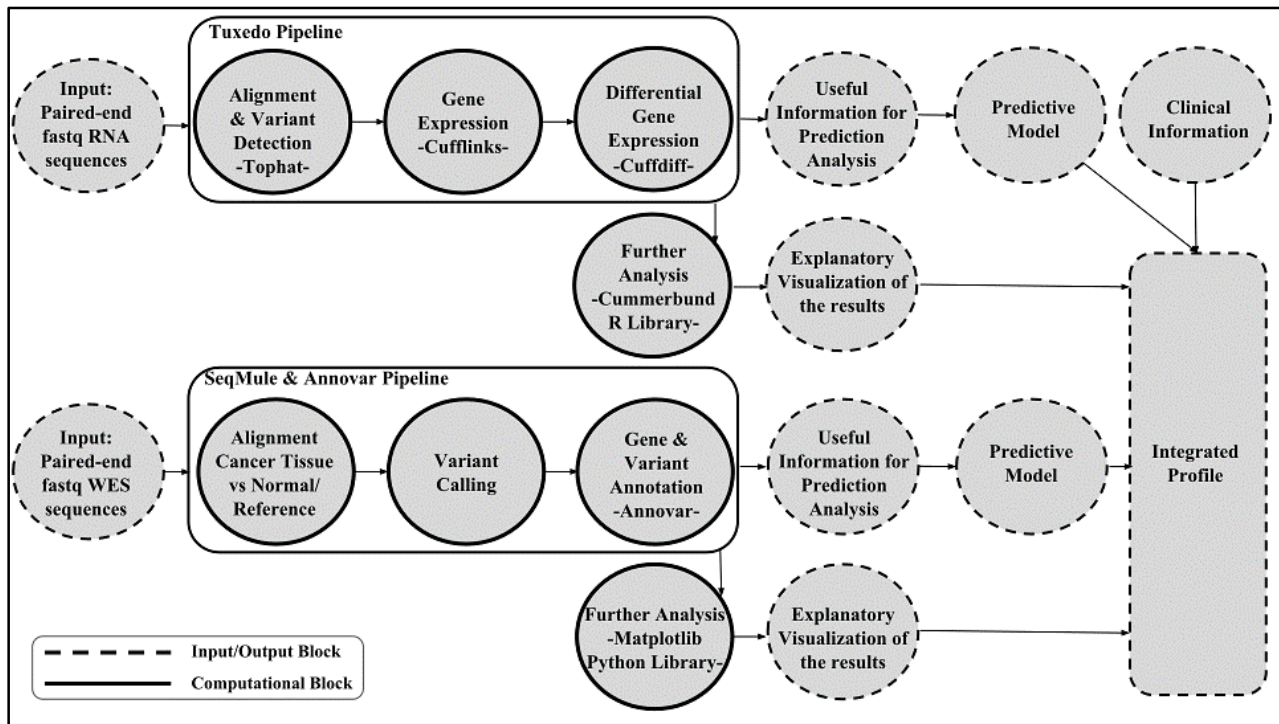 Tuxedo Pipeline
Input:
Paired-end
fastq RNA
sequences
Alignment
& Variant
Detection
-Tophat-
Gene
Expression
-Cufflinks-
Differential
Gene
Expression
-Cuffdiff-
Useful
Information for
Prediction
Analysis
Predictive
Model
Clinical
Information
Further
Analysis
-Cummerbund
R Library-
Explanatory
Visualization of
the results
SeqMule & Annovar Pipeline
Input:
Paired-end
fastq WES
sequences
Alignment
Cancer Tissue
vs Normal/
Reference
Variant
Calling
Gene &
Variant
Annotation
-Annovar-
Useful
Information for
Prediction
Analysis
Predictive
Model
Integrated
Profile
Further Analysis
-Matplotlib
Python Library-
Explanatory
Visualization of
the results
Input/Output Block
Computational Block